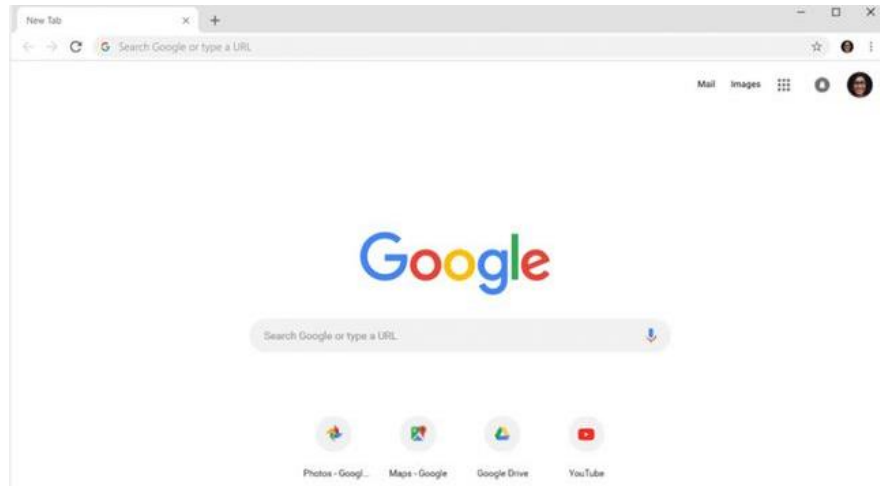 New Tab
Search Google or type a URL
Mail Images
Google
Search Google or type a URL
Photos - Googl... Maps - Google Google Drive YouTube